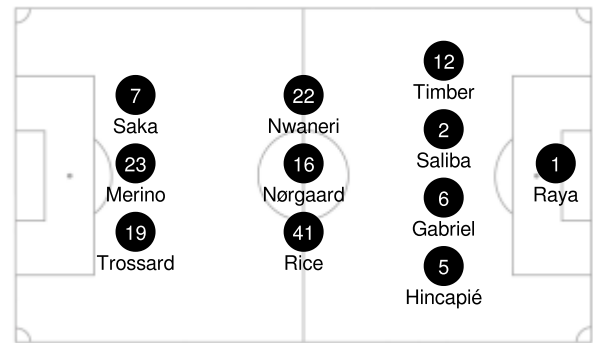 12
Timber
7
Saka
22
Nwaneri
2
Saliba
23
Merino
16
Nørgaard
1
Raya
6
Gabriel
19
Trossard
41
Rice
5
Hincapié